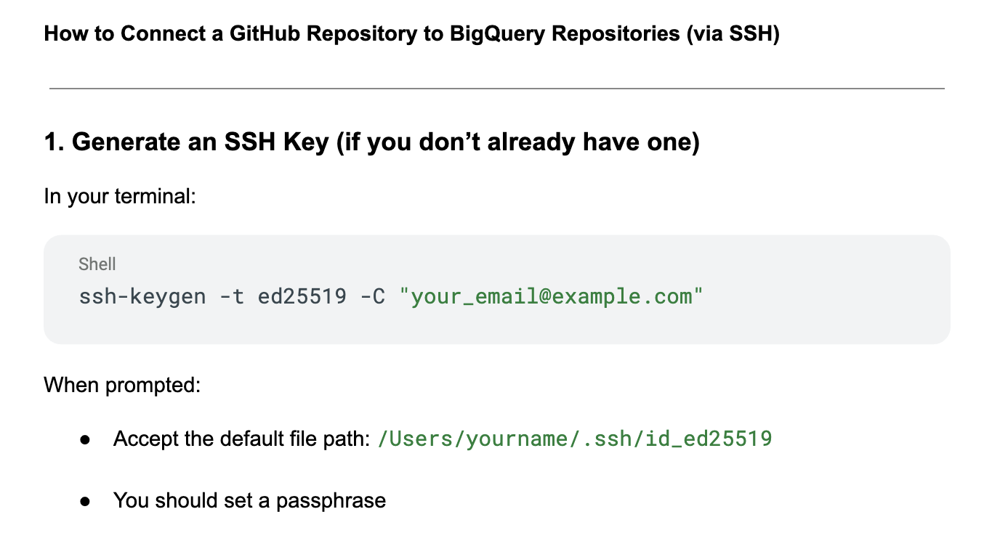 How to Connect a GitHub Repository to BigQuery Repositories (via SSH)
1. Generate an SSH Key (if you don’t already have one)
In your terminal:
Shell
ssh-keygen -t ed25519 -C "your_email@example.com"
When prompted:
● Accept the default file path: /Users/yourname/.ssh/id_ed25519
● You should set a passphrase